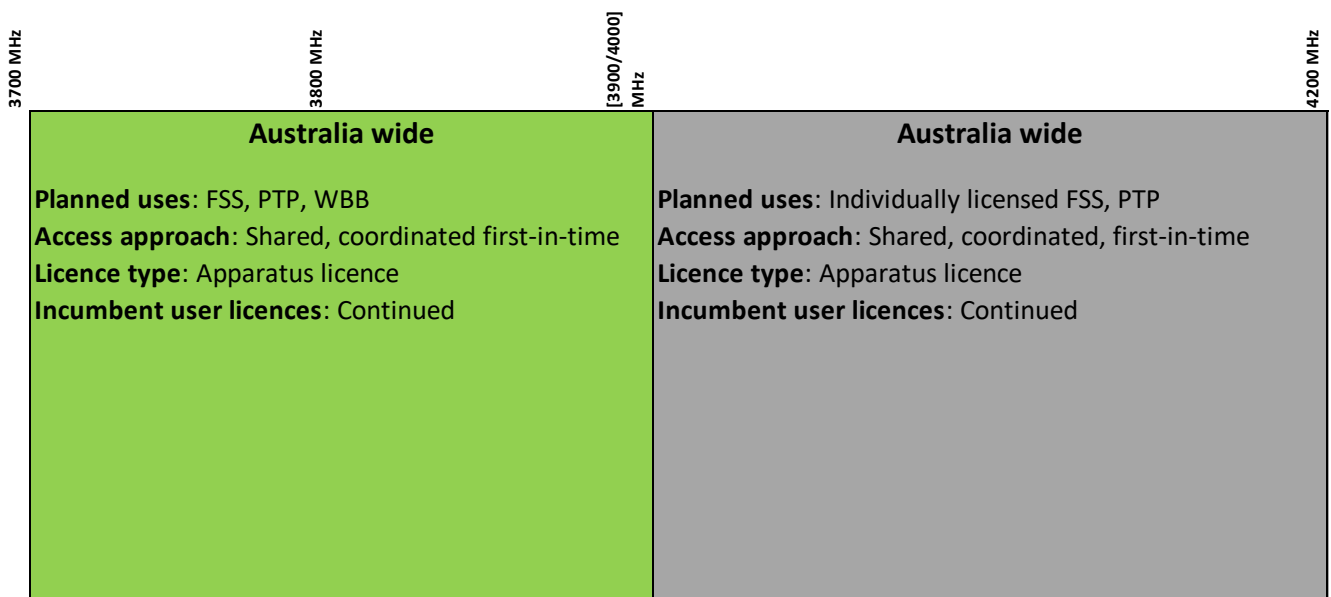 3700 MHz
3800 MHz
[3900/4000]
MHz
4200 MHz
Australia wide
Planned uses: FSS, PTP, WBB
Access approach: Shared, coordinated first-in-time
Licence type: Apparatus licence
Incumbent user licences: Continued
Australia wide
Planned uses: Individually licensed FSS, PTP
Access approach: Shared, coordinated, first-in-time
Licence type: Apparatus licence
Incumbent user licences: Continued